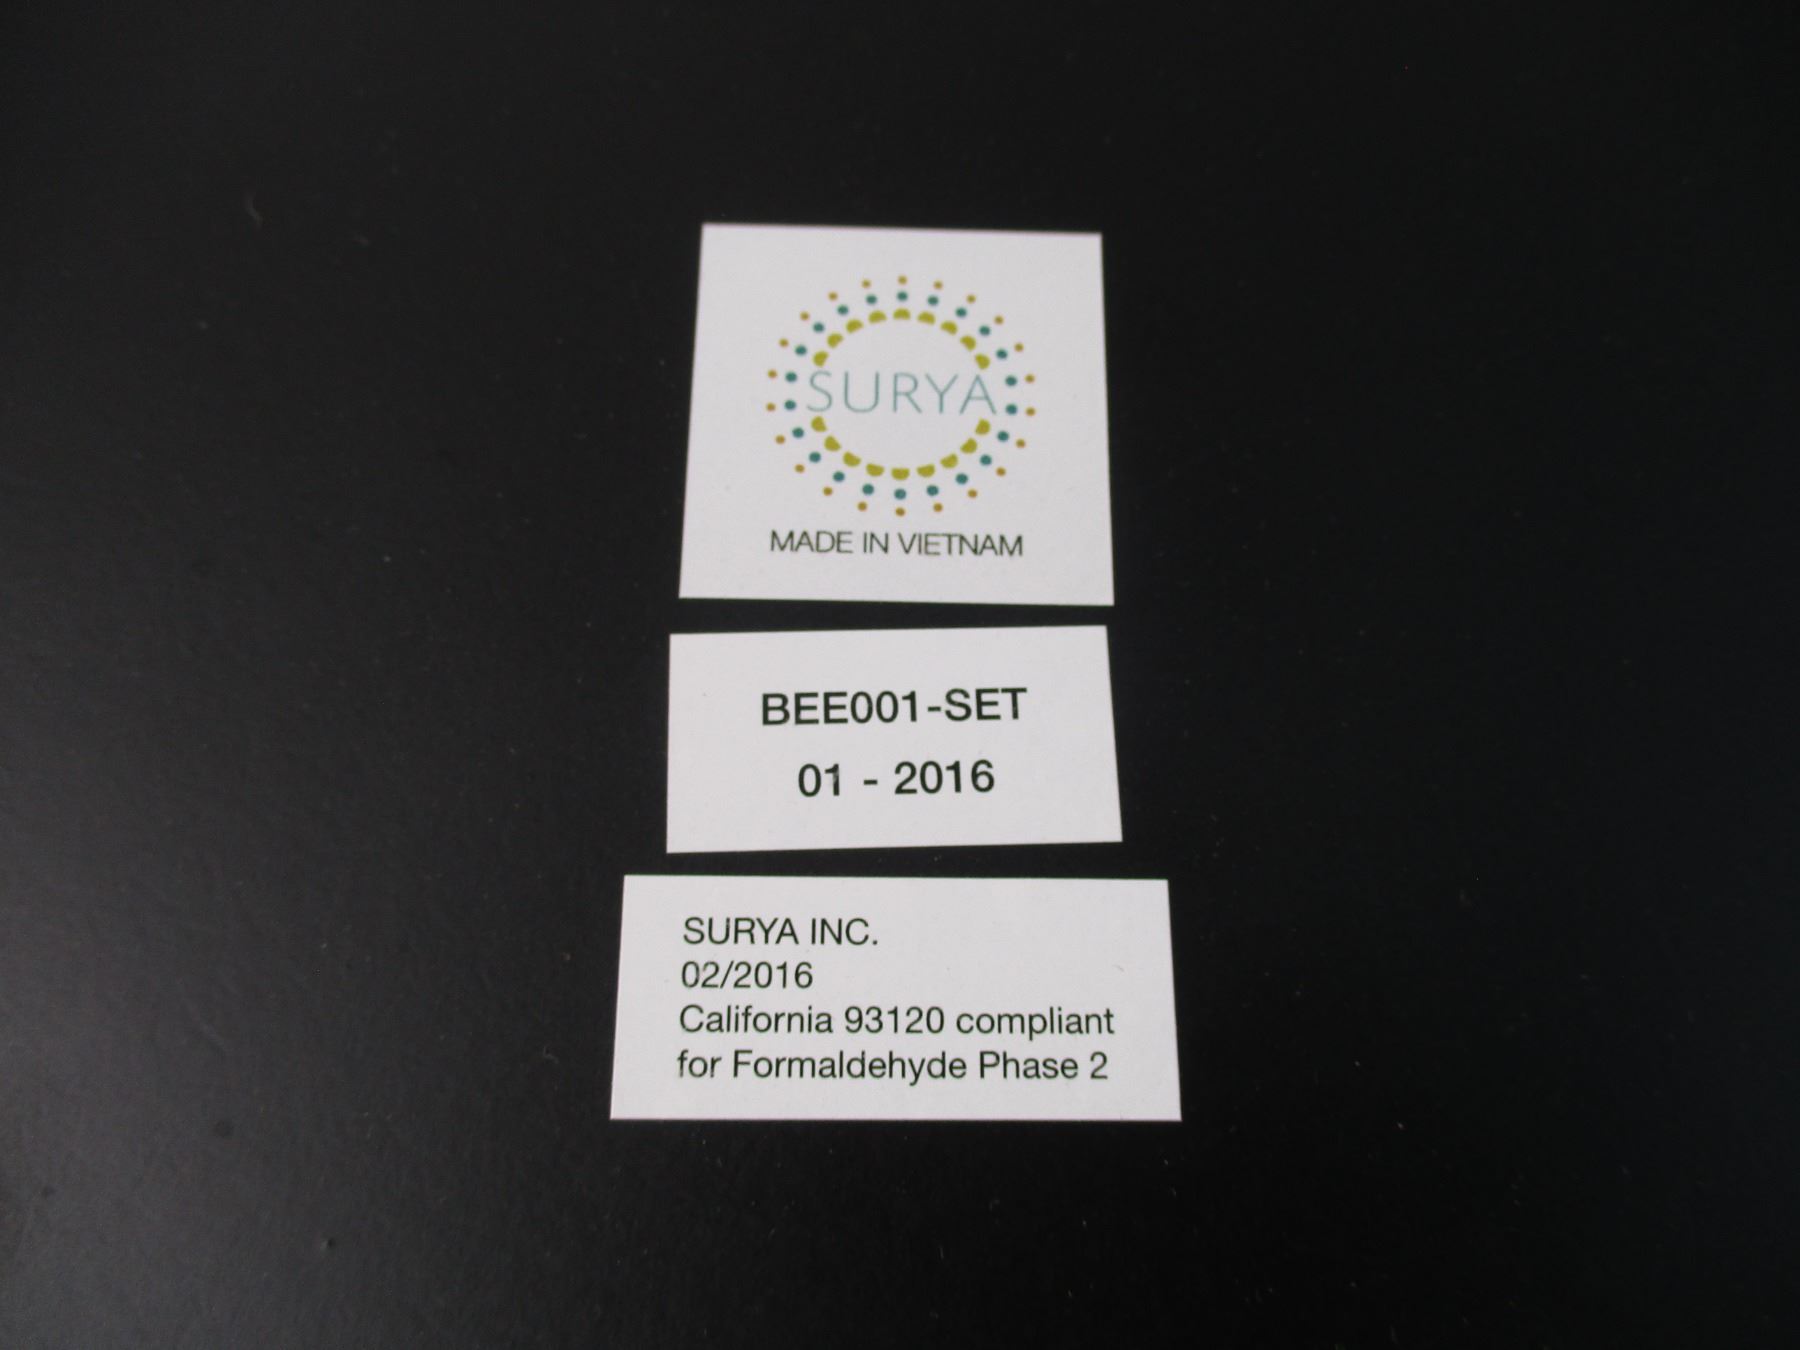 SURYA
MADE IN VIETNAM
BEE001-SET
01 - 2016
SURYA INC.
02/2016
California 93120 compliant
for Formaldehyde Phase 2